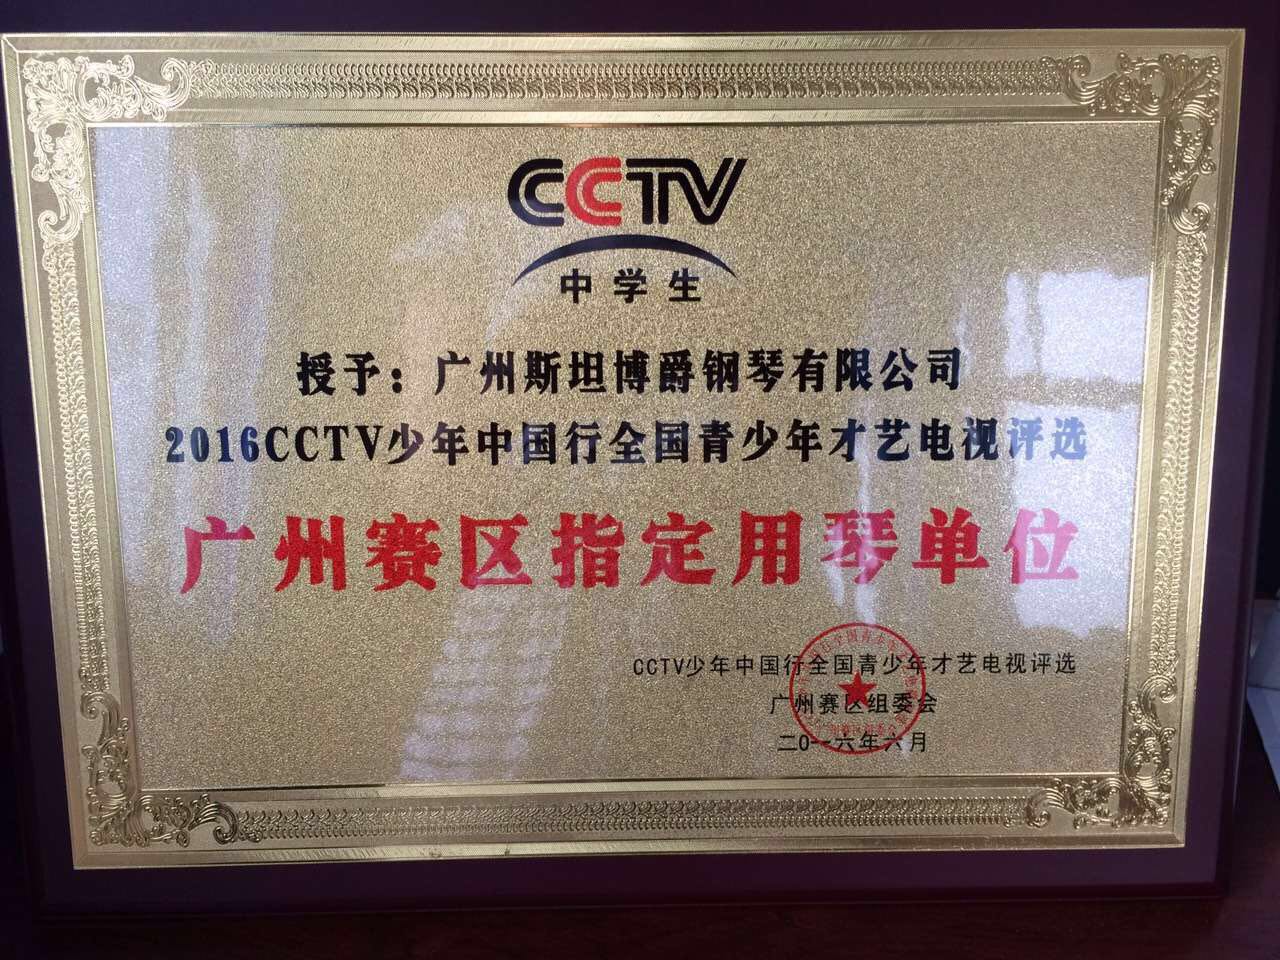 CCTV
中学生
授予：广州斯坦博爵钢琴有限公司
2016CCTV少年中国行全国青少年才艺电视评选
广州赛区指定用琴单位
CCTV少年中国行全国青少年才艺电视评选
广州赛区组委会
二0一六年六月